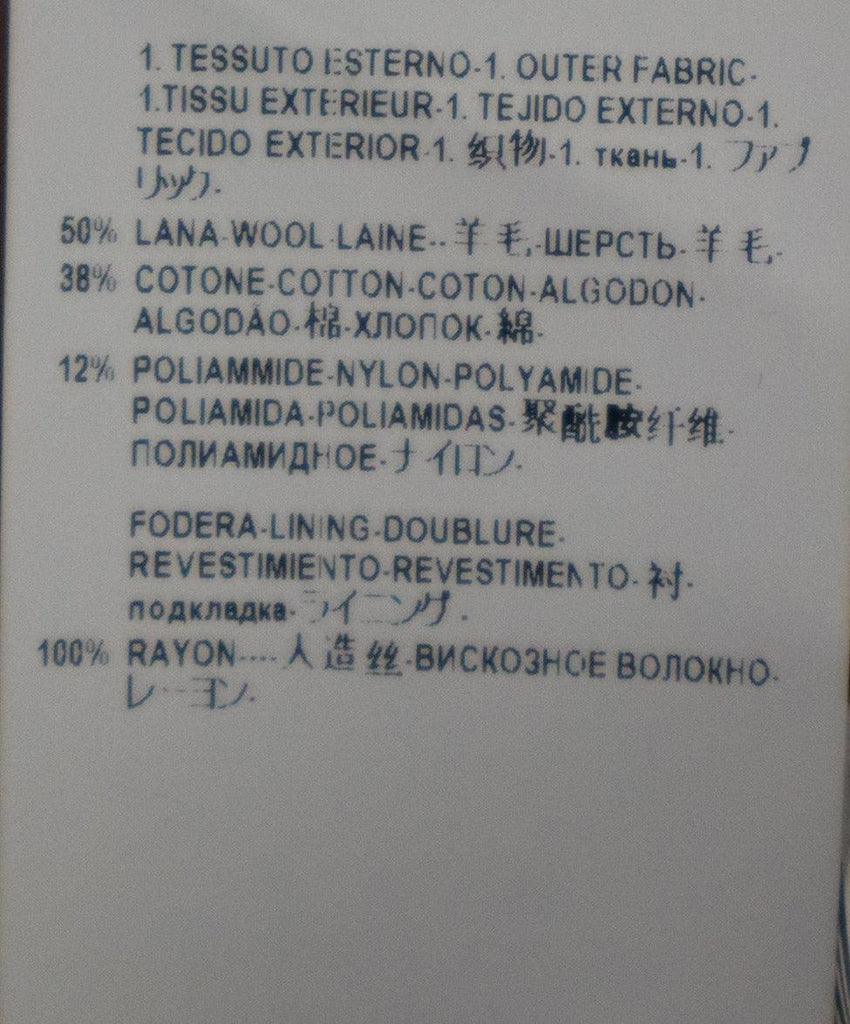 1. TESSUTO ESTERNO-1. OUTER FABRIC-
1.TISSU EXTERIEUR-1. TEJIDO EXTERNO-1.
TECIDO EXTERIOR-1. 织物-1. ткань-1. ファブ
リック-
50% LANA-WOOL-LAINE--羊毛-ШЕРСТЬ-羊毛-
38% COTONE-COTTON-COTON-ALGODON-
ALGODÃO-棉-ХЛОПОК-綿-
12% POLIAMMIDE-NYLON-POLYAMIDE-
POLIAMIDA-POLIAMIDAS-聚酰胺纤维-
ПОЛИАМИДНОЕ-ナイロン-
FODERA-LINING-DOUBLURE-
REVESTIMIENTO-REVESTIMENTO-衬-
подкладка-ライニング-
100% RAYON----人造丝-ВИСКОЗНОЕ ВОЛОКНО-
レーヨン-